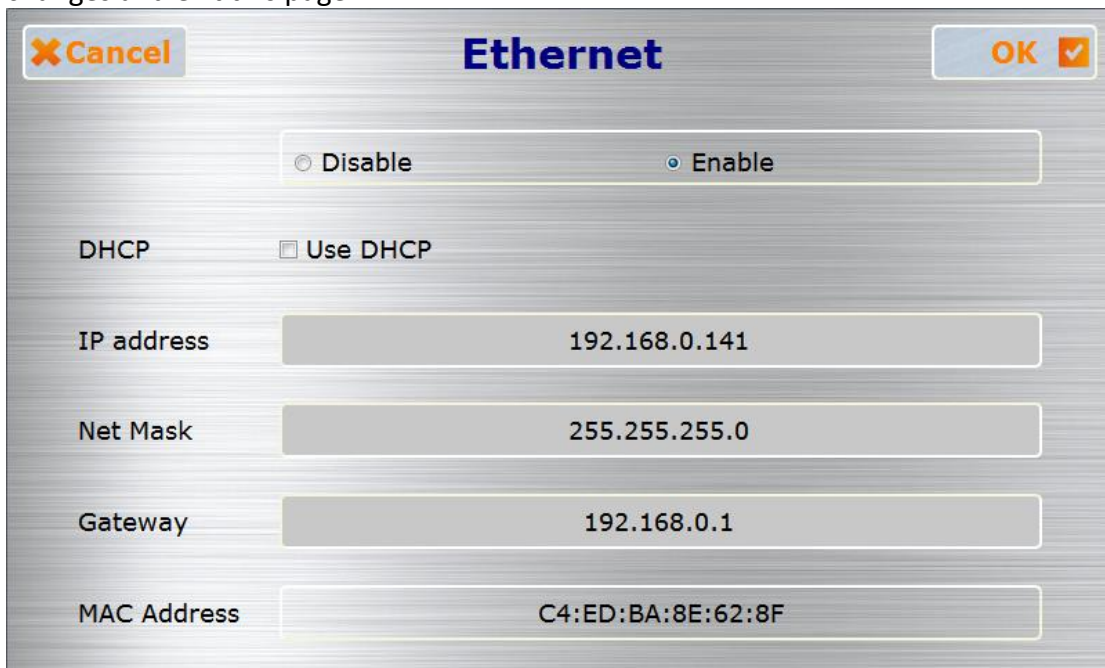 Cancel
Ethernet
OK
Disable
Enable
DHCP
Use DHCP
IP address
192.168.0.141
Net Mask
255.255.255.0
Gateway
192.168.0.1
MAC Address
C4:ED:BA:8E:62:8F